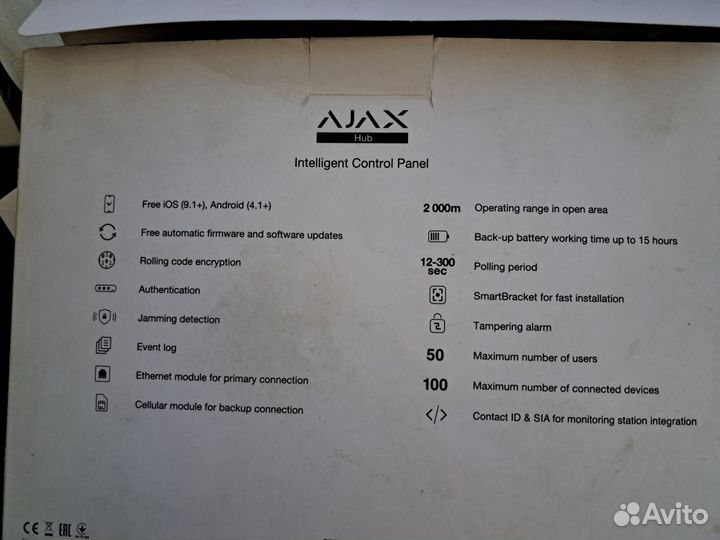 AJAX
Hub
Intelligent Control Panel
Free iOS (9.1+), Android (4.1+)
Free automatic firmware and software updates
Rolling code encryption
Authentication
Jamming detection
Event log
Ethernet module for primary connection
Cellular module for backup connection
2 000m Operating range in open area
Back-up battery working time up to 15 hours
12-300
sec
Polling period
SmartBracket for fast installation
Tampering alarm
50 Maximum number of users
100 Maximum number of connected devices
</> Contact ID & SIA for monitoring station integration
CE EAC
Avito